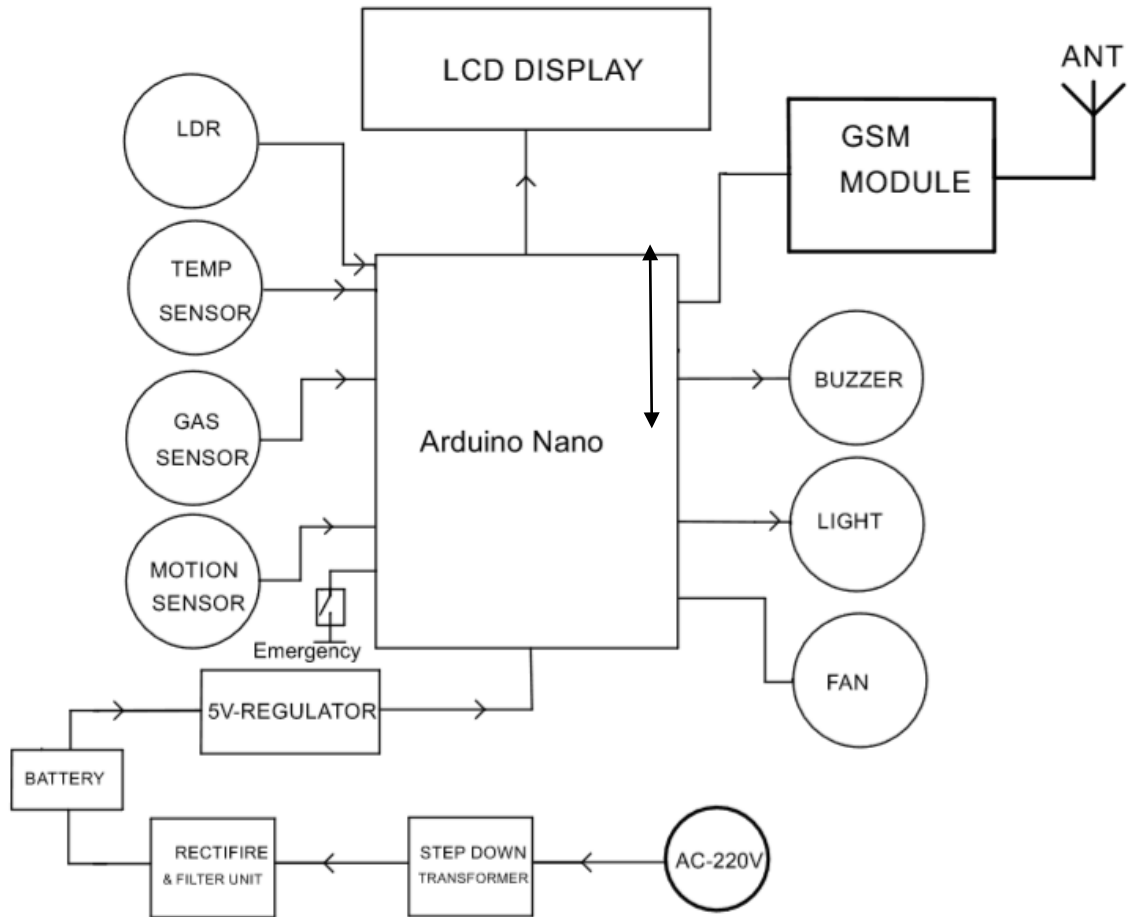 LCD DISPLAY
ANT
LDR
GSM
MODULE
TEMP
SENSOR
BUZZER
GAS
SENSOR
Arduino Nano
LIGHT
MOTION
SENSOR
Emergency
FAN
5V-REGULATOR
BATTERY
RECTIFIRE
& FILTER UNIT
STEP DOWN
TRANSFORMER
AC-220V